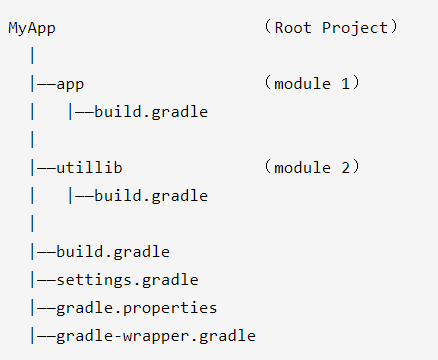 MyApp                      （Root Project）
  |
  |——app                   （module 1）
  |   |——build.gradle
  |
  |——utillib               （module 2）
  |   |——build.gradle
  |
  |——build.gradle
  |——settings.gradle
  |——gradle.properties
  |——gradle-wrapper.gradle